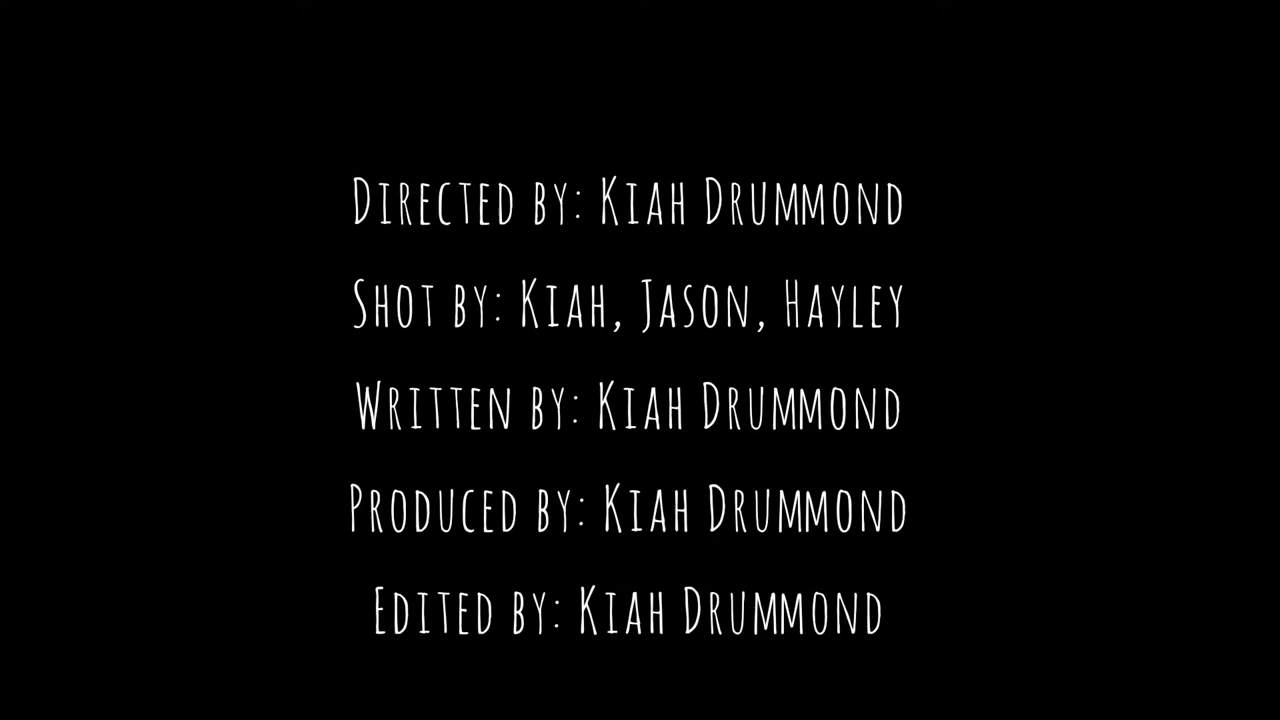 Directed by: Kiah Drummond
Shot by: Kiah, Jason, Hayley
Written by: Kiah Drummond
Produced by: Kiah Drummond
Edited by: Kiah Drummond